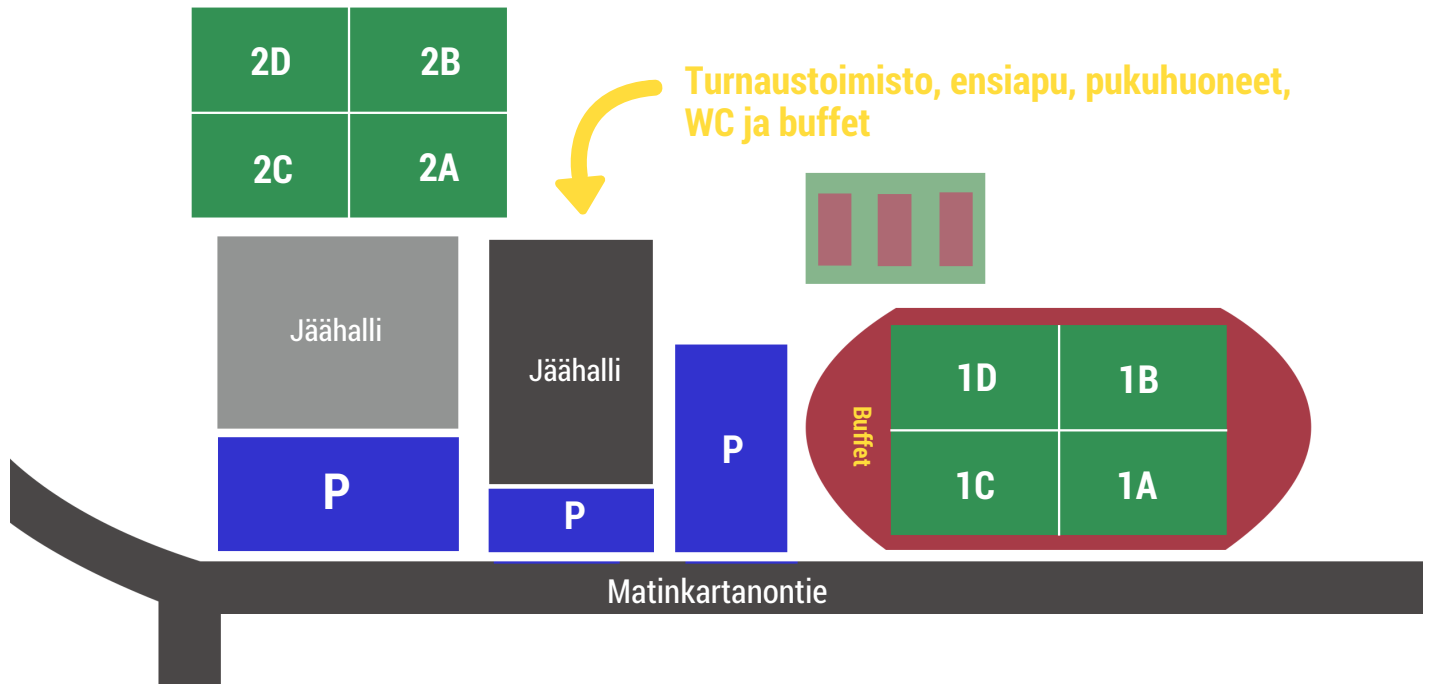 2D 2B
2C 2A
Turnaustoimisto, ensiapu, pukuhuoneet,
WC ja buffet
Jäähalli
Jäähalli
P
P
P
Buffet
1D 1B
1C 1A
Matinkartanontie